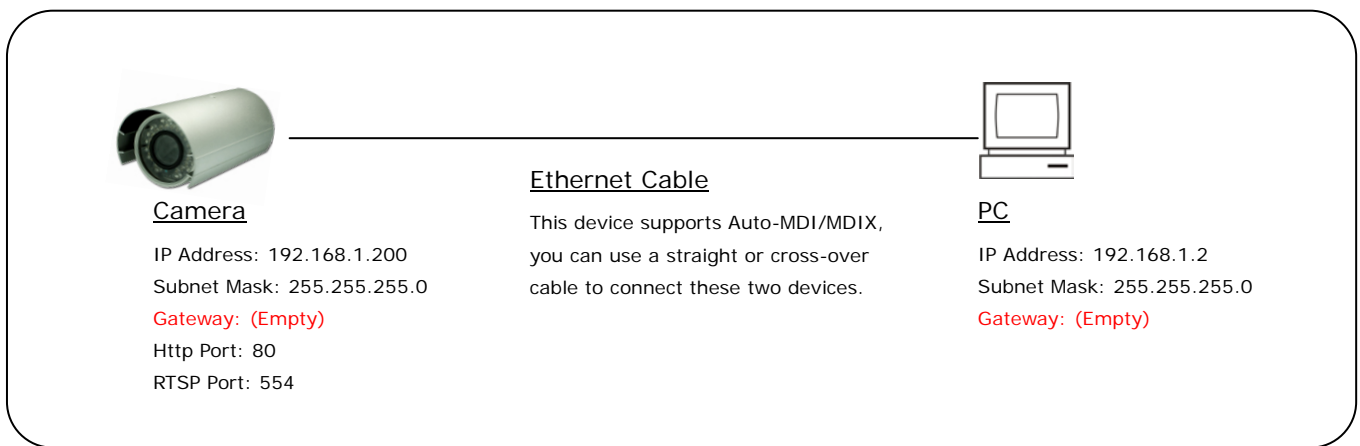 Camera
IP Address: 192.168.1.200
Subnet Mask: 255.255.255.0
Gateway: (Empty)
Http Port: 80
RTSP Port: 554
Ethernet Cable
This device supports Auto-MDI/MDIX,
you can use a straight or cross-over
cable to connect these two devices.
PC
IP Address: 192.168.1.2
Subnet Mask: 255.255.255.0
Gateway: (Empty)